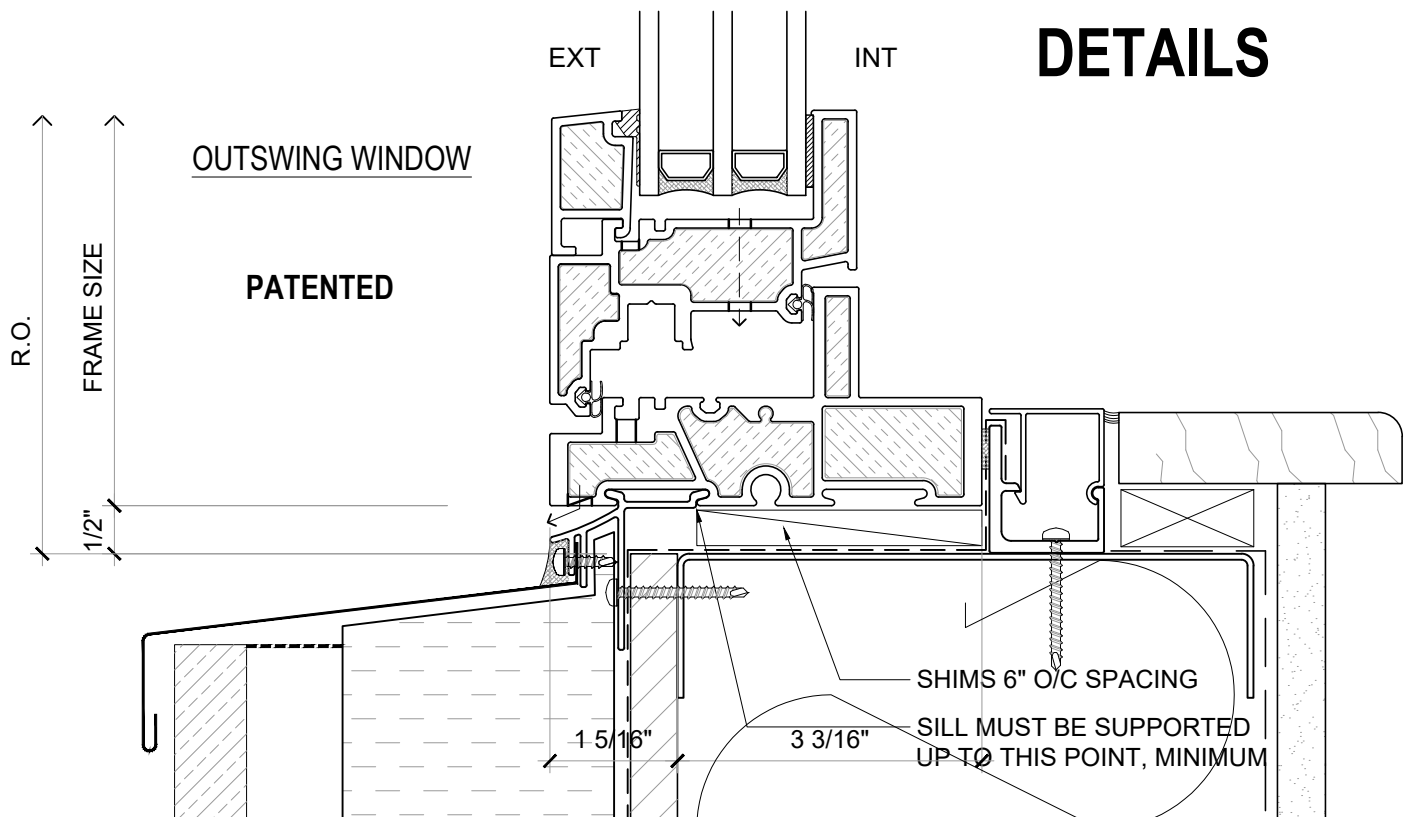 DETAILS
EXT
INT
OUTSWING WINDOW
PATENTED
R.O.
FRAME SIZE
1/2"
SHIMS 6" O/C SPACING
SILL MUST BE SUPPORTED
UP TO THIS POINT, MINIMUM
1 5/16"
3 3/16"